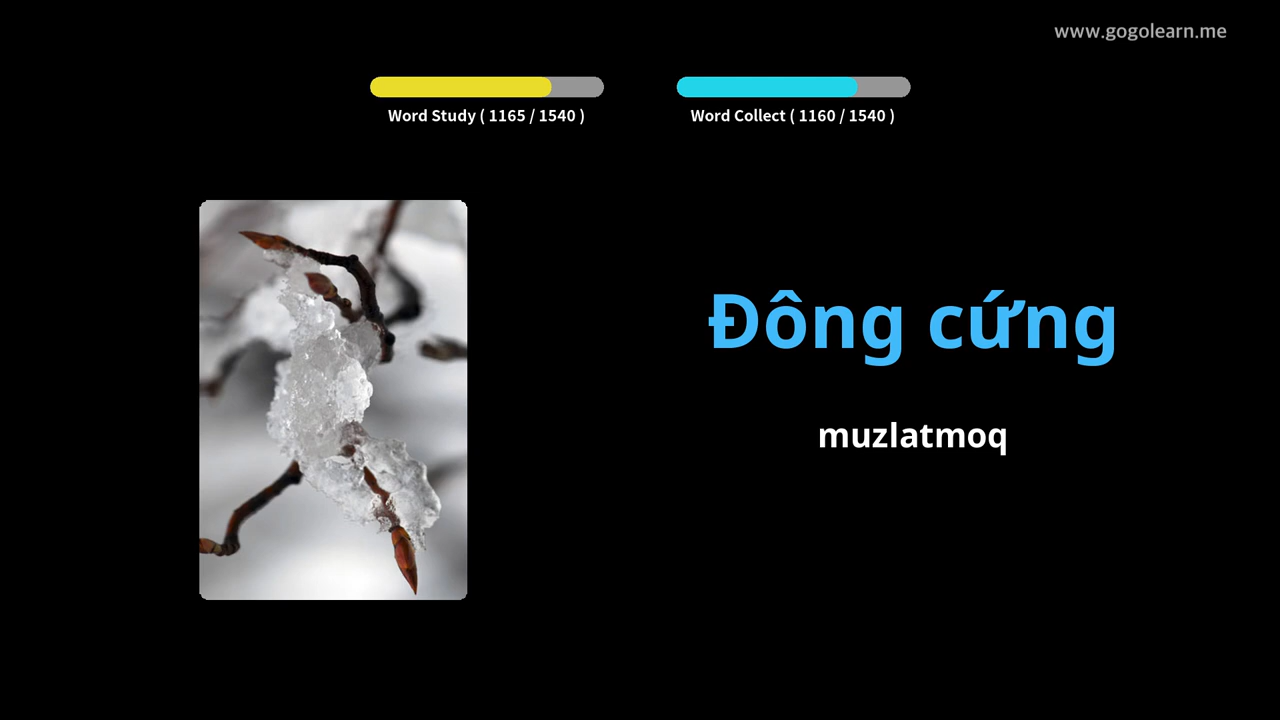 www.gogolearn.me
Word Study ( 1165 / 1540 )
Word Collect ( 1160 / 1540 )
Đông cứng
muzlatmoq